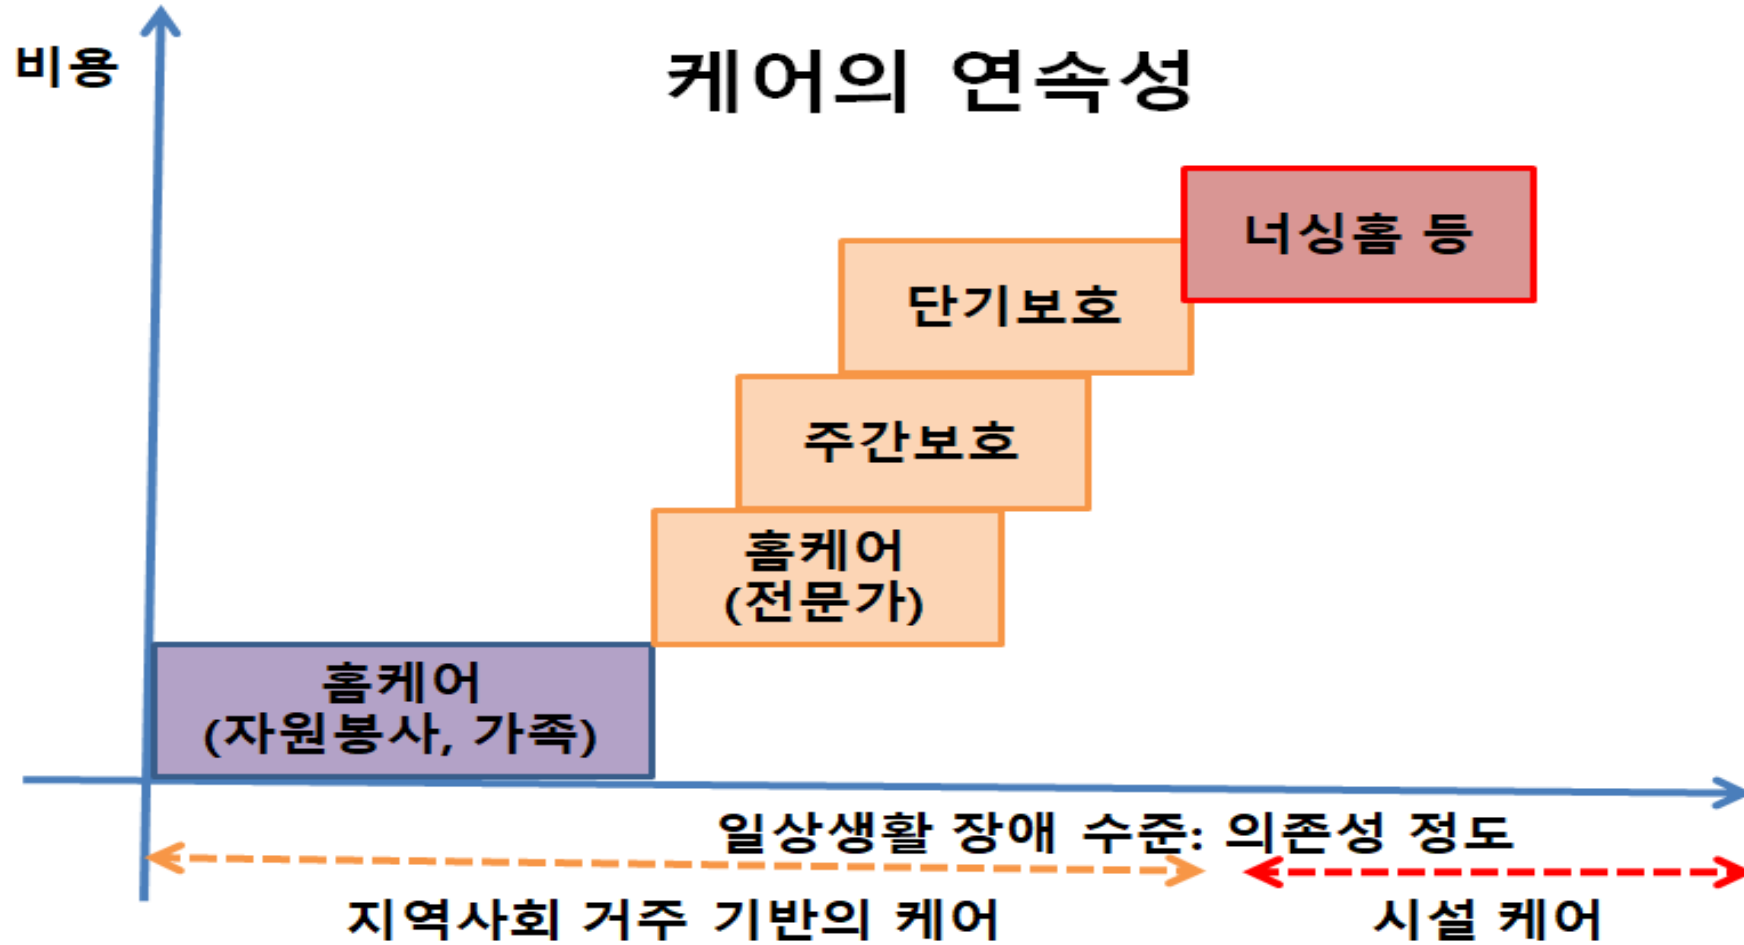 비용
케어의 연속성
너싱홈 등
단기보호
주간보호
홈케어
(전문가)
홈케어
(자원봉사, 가족)
일상생활 장애 수준: 의존성 정도
지역사회 거주 기반의 케어
시설 케어